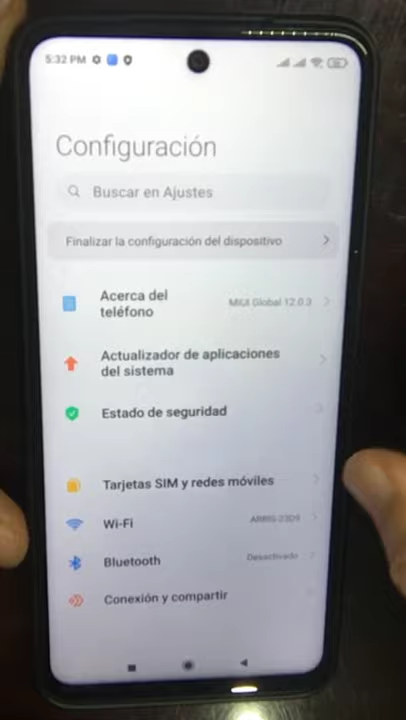 5:32 PM
Configuración
Buscar en Ajustes
Finalizar la configuración del dispositivo
Acerca del
teléfono
MIUI Global 12.0.3
Actualizador de aplicaciones
del sistema
Estado de seguridad
Tarjetas SIM y redes móviles
Wi-Fi
ARRIS-23D9
Bluetooth
Desactivado
Conexión y compartir